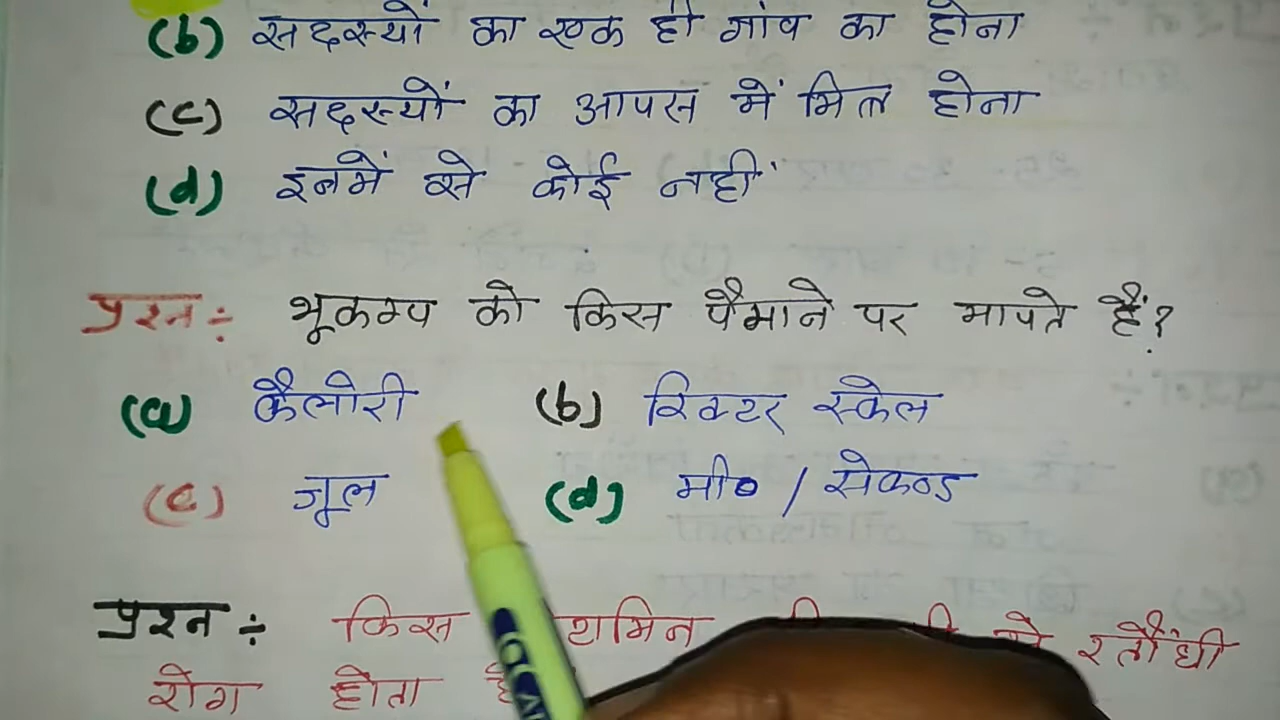 (b) सदस्यों का एक ही गांव का होना
(c) सदस्यों का आपस में मित्र होना
(d) इनमें से कोई नहीं
प्रश्न ÷ भूकम्प को किस पैमाने पर मापते हैं?
(a) कैलोरी (b) रिक्टर स्केल
(c) जूल (d) मी० / सेकण्ड
प्रश्न ÷ किस रतौंधी
रोग होता